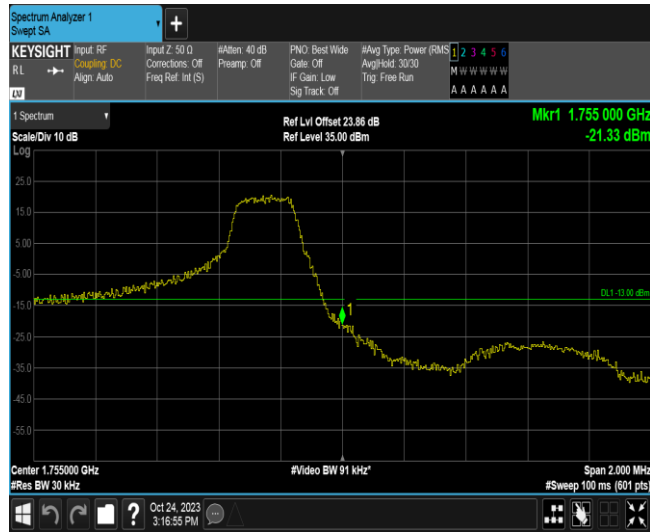 Spectrum Analyzer 1
Swept SA
+
KEYSIGHT
RL
LXI
Input: RF
Coupling: DC
Align: Auto
Input Z: 50 Ω
Corrections: Off
Freq Ref: Int (S)
#Atten: 40 dB
Preamp: Off
PNO: Best Wide
Gate: Off
IF Gain: Low
Sig Track: Off
#Avg Type: Power (RMS
Avg|Hold: 30/30
Trig: Free Run
1 2 3 4 5 6
M W W W W W
A A A A A A
1 Spectrum
Scale/Div 10 dB
Log
Ref Lvl Offset 23.86 dB
Ref Level 35.00 dBm
Mkr1 1.755 000 GHz
-21.33 dBm
25.0
15.0
5.00
-5.00
-15.0
-25.0
-35.0
-45.0
-55.0
DL1 -13.00 dBm
1
Center 1.755000 GHz
#Res BW 30 kHz
#Video BW 91 kHz*
Span 2.000 MHz
#Sweep 100 ms (601 pts)
?
Oct 24, 2023
3:16:55 PM